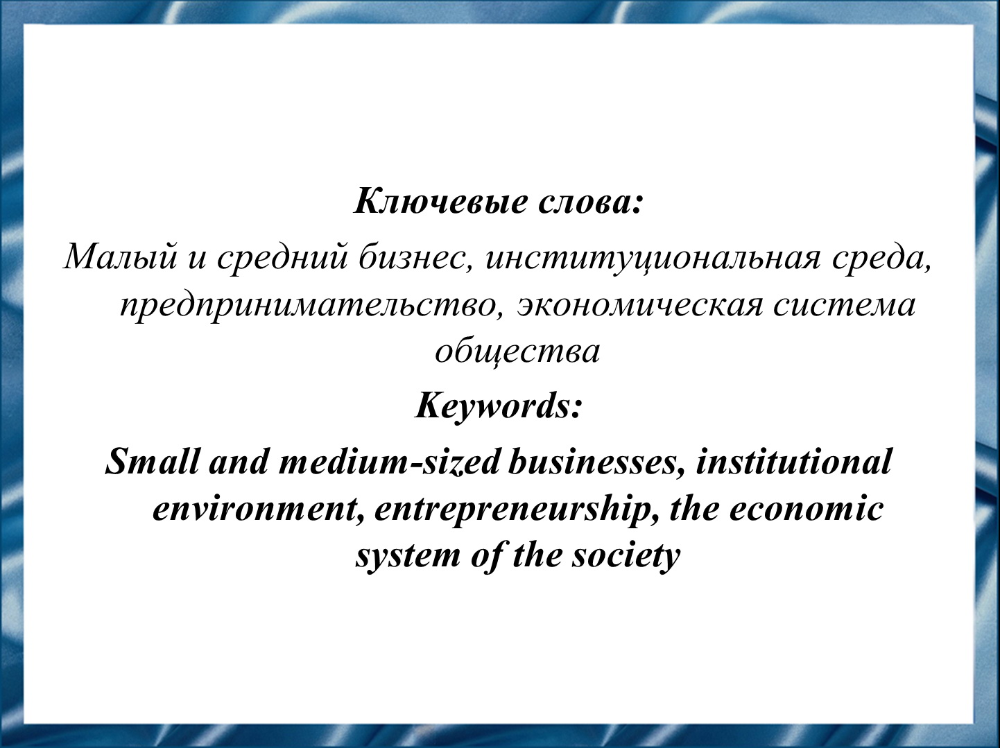 Ключевые слова:
Малый и средний бизнес, институциональная среда,
предпринимательство, экономическая система
общества
Keywords:
Small and medium-sized businesses, institutional
environment, entrepreneurship, the economic
system of the society